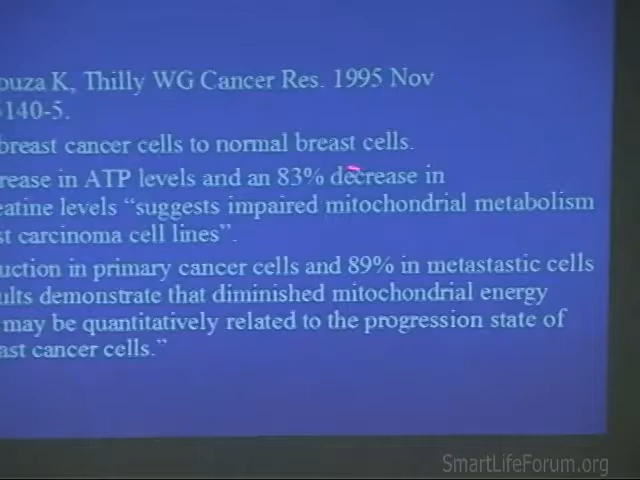 ouza K, Thilly WG Cancer Res. 1995 Nov
140-5.
breast cancer cells to normal breast cells.
rease in ATP levels and an 83% decrease in
eatine levels “suggests impaired mitochondrial metabolism
st carcinoma cell lines”.
uction in primary cancer cells and 89% in metastastic cells
ults demonstrate that diminished mitochondrial energy
may be quantitatively related to the progression state of
ast cancer cells.”
SmartLifeForum.org